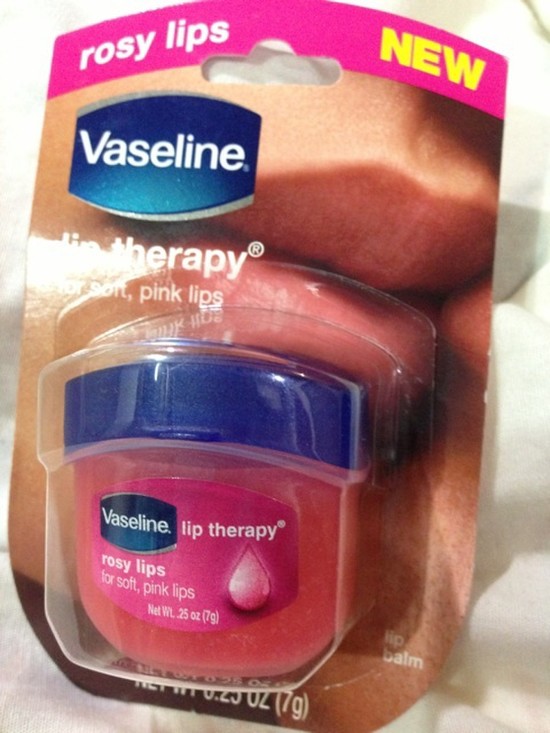 rosy lips
NEW
Vaseline.
lip therapy®
for soft, pink lips
Vaseline. lip therapy®
rosy lips
for soft, pink lips
Net Wt. .25 oz (7g)
lip
balm
NET WT 0.25 OZ (7g)